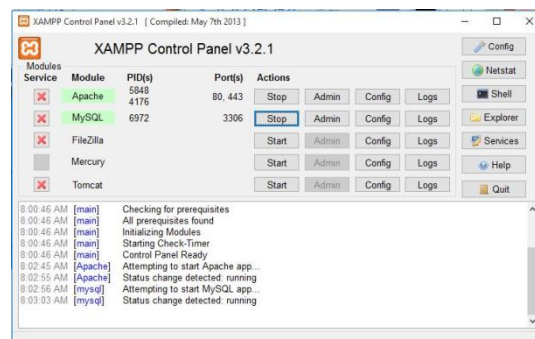 XAMPP Control Panel v3.2.1 [ Compiled: May 7th 2013 ]
XAMPP Control Panel v3.2.1
Config
Modules
Service Module PID(s) Port(s) Actions
Netstat
Apache 5848 4176 80, 443 Stop Admin Config Logs
Shell
MySQL 6972 3306 Stop Admin Config Logs
Explorer
FileZilla Start Admin Config Logs
Services
Mercury Start Admin Config Logs
Help
Tomcat Start Admin Config Logs
Quit
8:00:46 AM [main] Checking for prerequisites
8:00:46 AM [main] All prerequisites found
8:00:46 AM [main] Initializing Modules
8:00:46 AM [main] Starting Check-Timer
8:00:46 AM [main] Control Panel Ready
8:02:45 AM [Apache] Attempting to start Apache app...
8:02:55 AM [Apache] Status change detected: running
8:02:56 AM [mysql] Attempting to start MySQL app...
8:03:03 AM [mysql] Status change detected: running